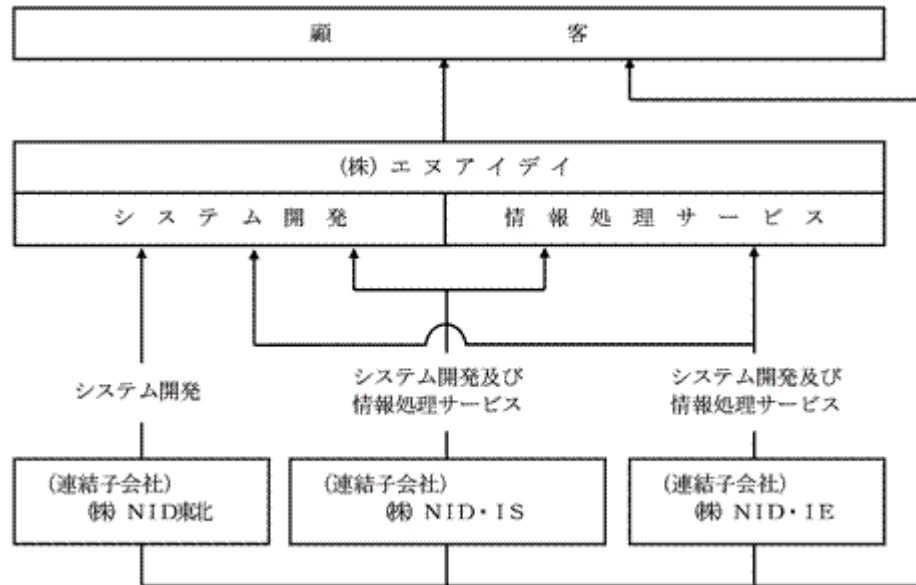 顧客
(株)エヌアイデイ
システム開発
情報処理サービス
システム開発
システム開発及び
情報処理サービス
システム開発及び
情報処理サービス
(連結子会社)
㈱ NID東北
(連結子会社)
㈱ NID・IS
(連結子会社)
㈱ NID・IE